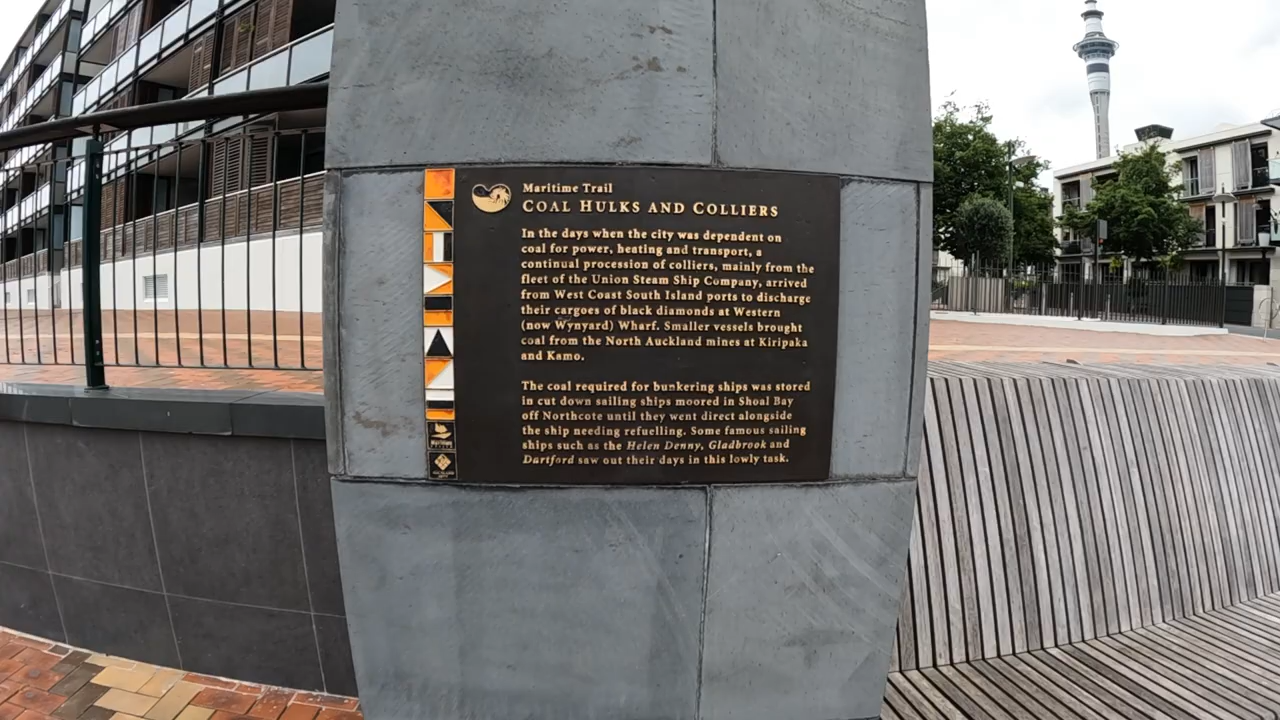 Maritime Trail
COAL HULKS AND COLLIERS
In the days when the city was dependent on
coal for power, heating and transport, a
continual procession of colliers, mainly from the
fleet of the Union Steam Ship Company, arrived
from West Coast South Island ports to discharge
their cargoes of black diamonds at Western
(now Wynyard) Wharf. Smaller vessels brought
coal from the North Auckland mines at Kiripaka
and Kamo.
The coal required for bunkering ships was stored
in cut down sailing ships moored in Shoal Bay
off Northcote until they went direct alongside
the ship needing refuelling. Some famous sailing
ships such as the Helen Denny, Gladbrook and
Dartford saw out their days in this lowly task.